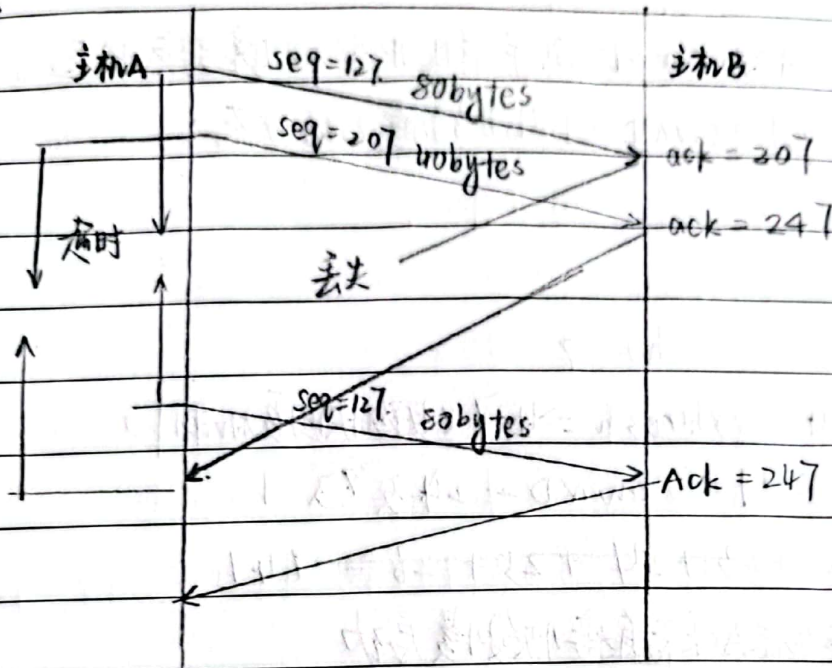 主机A
主机B
seq=127
80bytes
seq=207
40bytes
ack = 207
ack = 247
超时
丢失
seq=127
80bytes
Ack = 247